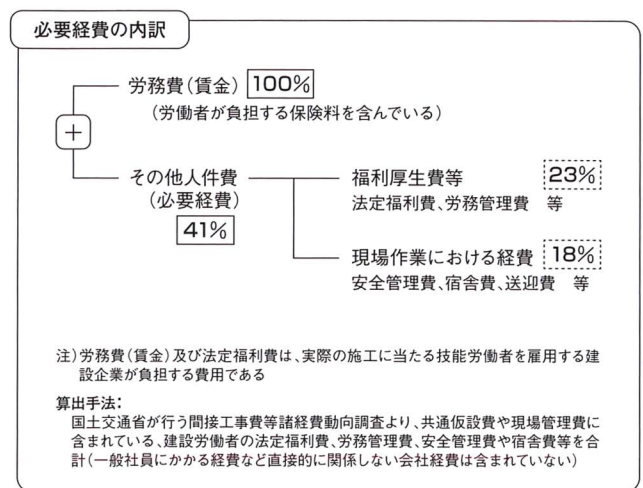 必要経費の内訳
労務費（賃金） 100%
（労働者が負担する保険料を含んでいる）
+
その他人件費
（必要経費）
41%
福利厚生費等 23%
法定福利費、労務管理費　等
現場作業における経費 18%
安全管理費、宿舎費、送迎費　等
注）労務費（賃金）及び法定福利費は、実際の施工に当たる技能労働者を雇用する建
設企業が負担する費用である
算出手法：
国土交通省が行う間接工事費等諸経費動向調査より、共通仮設費や現場管理費に
含まれている、建設労働者の法定福利費、労務管理費、安全管理費や宿舎費等を合
計（一般社員にかかる経費など直接的に関係しない会社経費は含まれていない）